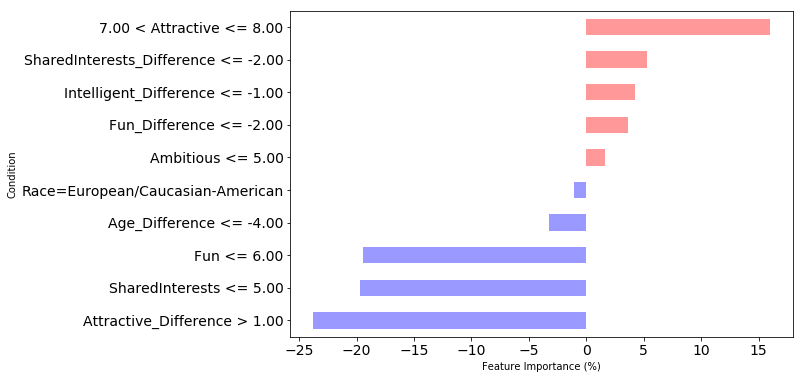 7.00 < Attractive <= 8.00
SharedInterests_Difference <= -2.00
Intelligent_Difference <= -1.00
Fun_Difference <= -2.00
Ambitious <= 5.00
Race=European/Caucasian-American
Age_Difference <= -4.00
Fun <= 6.00
SharedInterests <= 5.00
Attractive_Difference > 1.00
Condition
−25 −20 −15 −10 −5 0 5 10 15
Feature Importance (%)